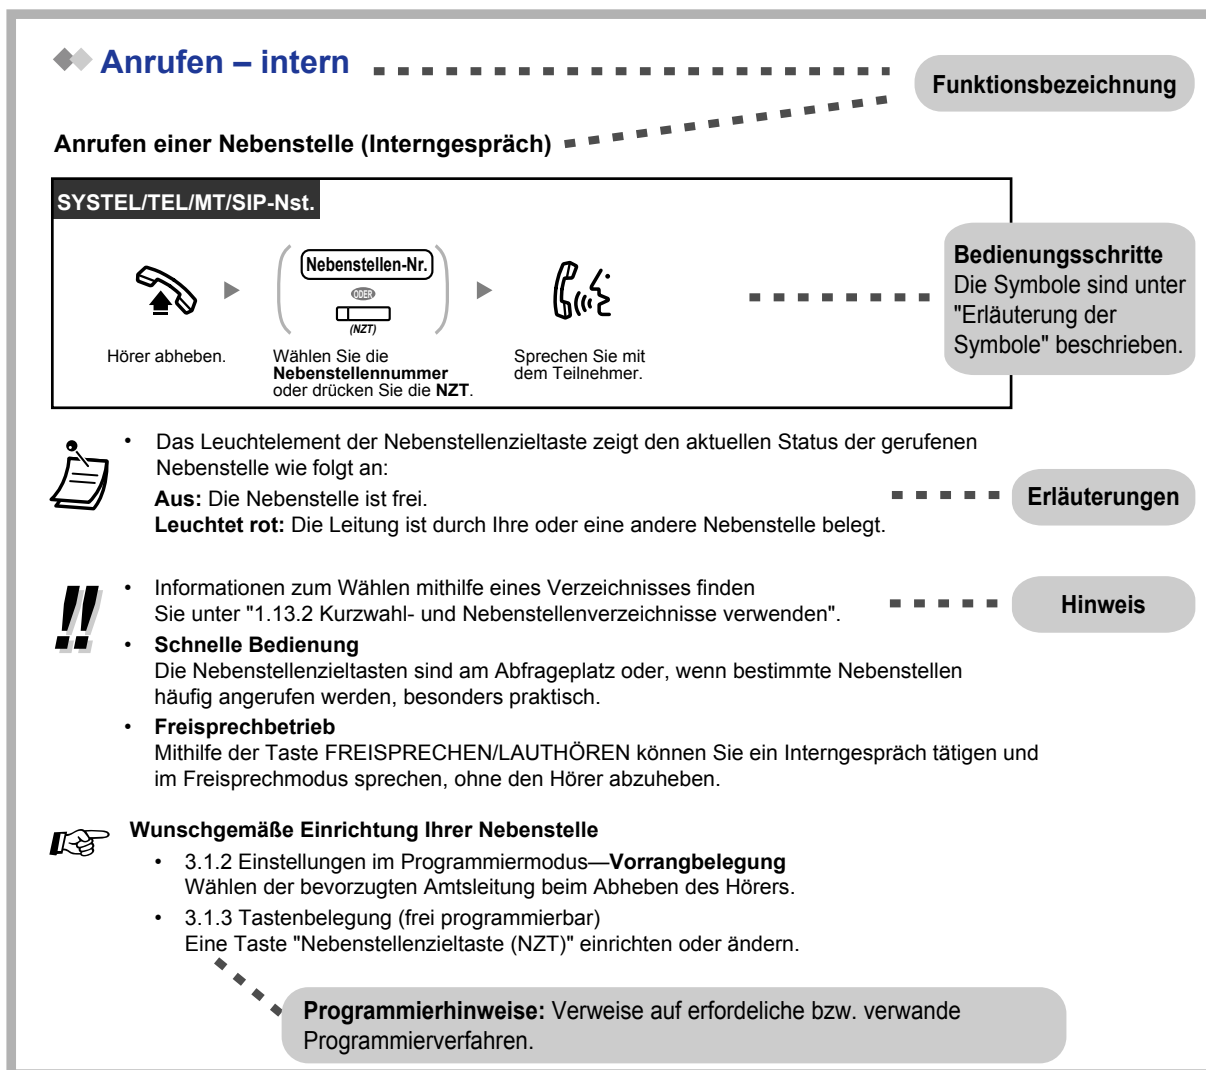 Anrufen – intern
Funktionsbezeichnung
Anrufen einer Nebenstelle (Interngespräch)
SYSTEL/TEL/MT/SIP-Nst.
Nebenstellen-Nr.
ODER
(NZT)
Hörer abheben.
Wählen Sie die
Nebenstellennummer
oder drücken Sie die NZT.
Sprechen Sie mit
dem Teilnehmer.
Bedienungsschritte
Die Symbole sind unter
"Erläuterung der
Symbole" beschrieben.
• Das Leuchtelement der Nebenstellenzieltaste zeigt den aktuellen Status der gerufenen
Nebenstelle wie folgt an:
Aus: Die Nebenstelle ist frei.
Leuchtet rot: Die Leitung ist durch Ihre oder eine andere Nebenstelle belegt.
Erläuterungen
• Informationen zum Wählen mithilfe eines Verzeichnisses finden
Sie unter "1.13.2 Kurzwahl- und Nebenstellenverzeichnisse verwenden".
Hinweis
• Schnelle Bedienung
Die Nebenstellenzieltasten sind am Abfrageplatz oder, wenn bestimmte Nebenstellen
häufig angerufen werden, besonders praktisch.
• Freisprechbetrieb
Mithilfe der Taste FREISPRECHEN/LAUTHÖREN können Sie ein Interngespräch tätigen und
im Freisprechmodus sprechen, ohne den Hörer abzuheben.
Wunschgemäße Einrichtung Ihrer Nebenstelle
• 3.1.2 Einstellungen im Programmiermodus—Vorrangbelegung
Wählen der bevorzugten Amtsleitung beim Abheben des Hörers.
• 3.1.3 Tastenbelegung (frei programmierbar)
Eine Taste "Nebenstellenzieltaste (NZT)" einrichten oder ändern.
Programmierhinweise: Verweise auf erfordeliche bzw. verwande
Programmierverfahren.